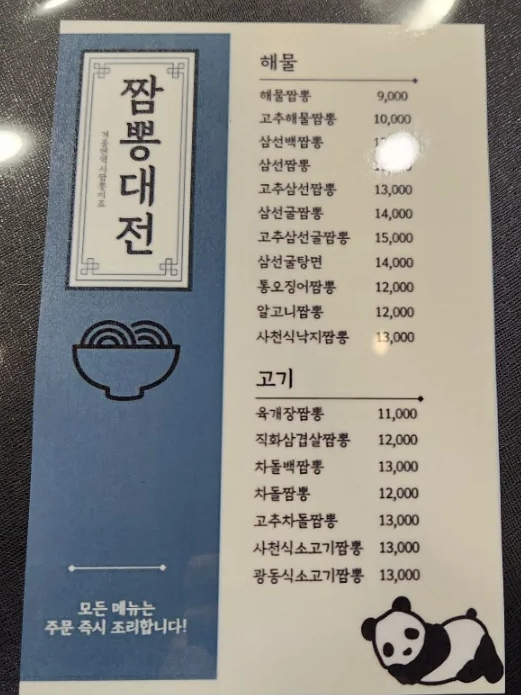 짬뽕대전
모든 메뉴는
주문 즉시 조리합니다!
해물
해물짬뽕 9,000
고추해물짬뽕 10,000
삼선백짬뽕
삼선짬뽕
고추삼선짬뽕 13,000
삼선굴짬뽕 14,000
고추삼선굴짬뽕 15,000
삼선굴탕면 14,000
통오징어짬뽕 12,000
알고니짬뽕 12,000
사천식낙지짬뽕 13,000
고기
육개장짬뽕 11,000
직화삼겹살짬뽕 12,000
차돌백짬뽕 13,000
차돌짬뽕 12,000
고추차돌짬뽕 13,000
사천식소고기짬뽕 13,000
광동식소고기짬뽕 13,000